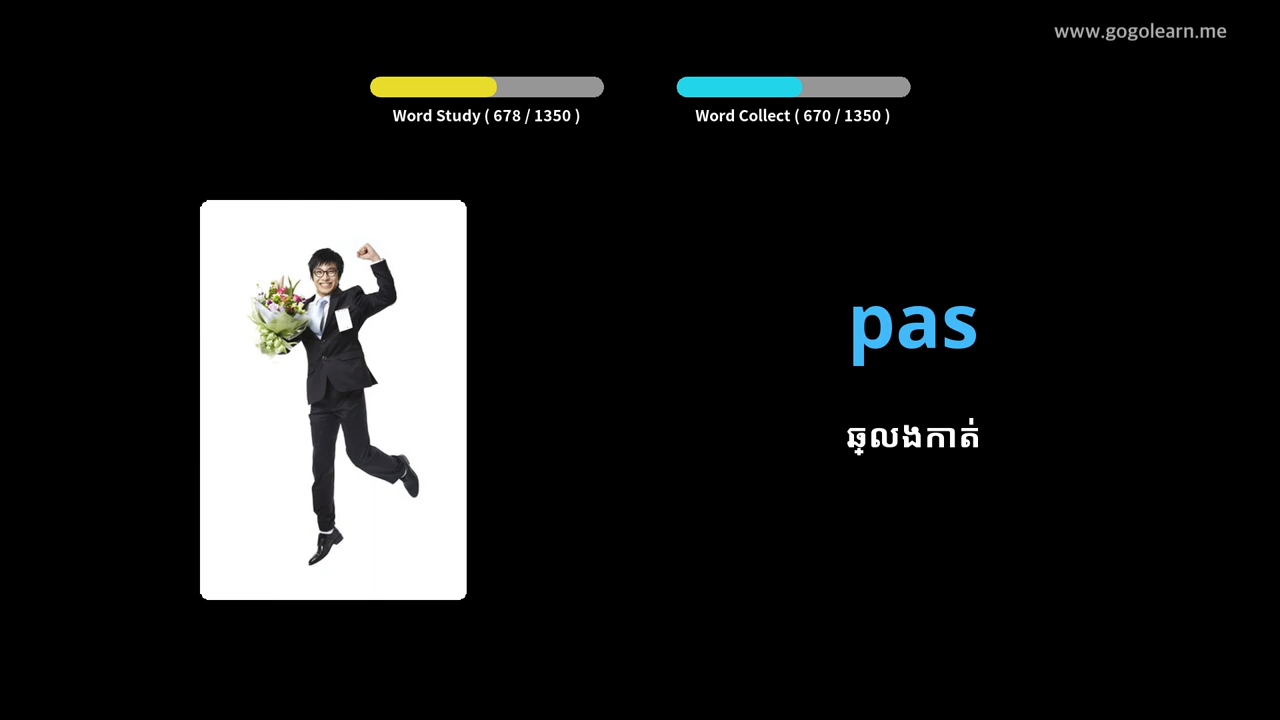 www.gogolearn.me
Word Study ( 678 / 1350 )
Word Collect ( 670 / 1350 )
pas
ឆ្លងកាត់